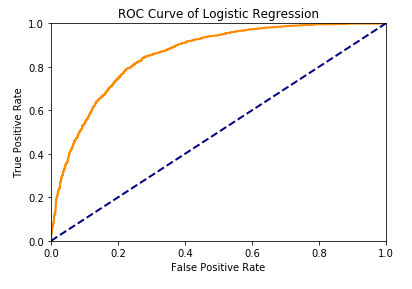 ROC Curve of Logistic Regression
1.0
0.8
0.6
0.4
0.2
0.0
True Positive Rate
0.0 0.2 0.4 0.6 0.8 1.0
False Positive Rate